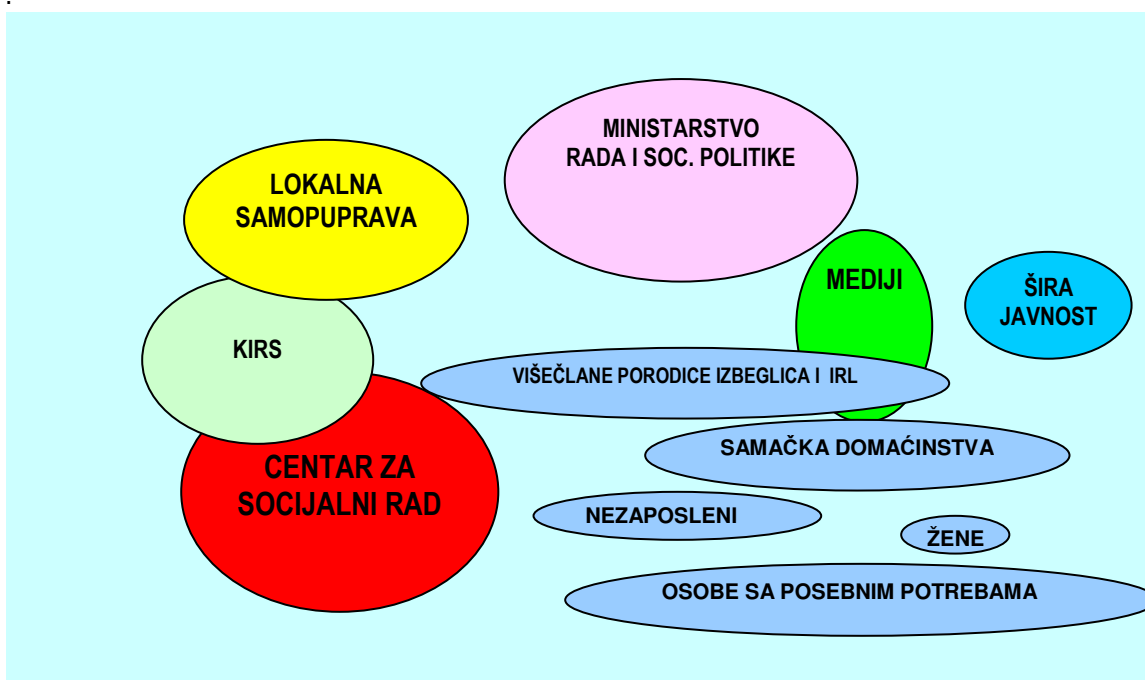 .
MINISTARSTVO
RADA I SOC. POLITIKE
LOKALNA
SAMOPUPRAVA
MEDIJI
ŠIRA
JAVNOST
KIRS
VIŠEČLANE PORODICE IZBEGLICA I IRL
SAMAČKA DOMAĆINSTVA
CENTAR ZA
SOCIJALNI RAD
NEZAPOSLENI
ŽENE
OSOBE SA POSEBNIM POTREBAMA